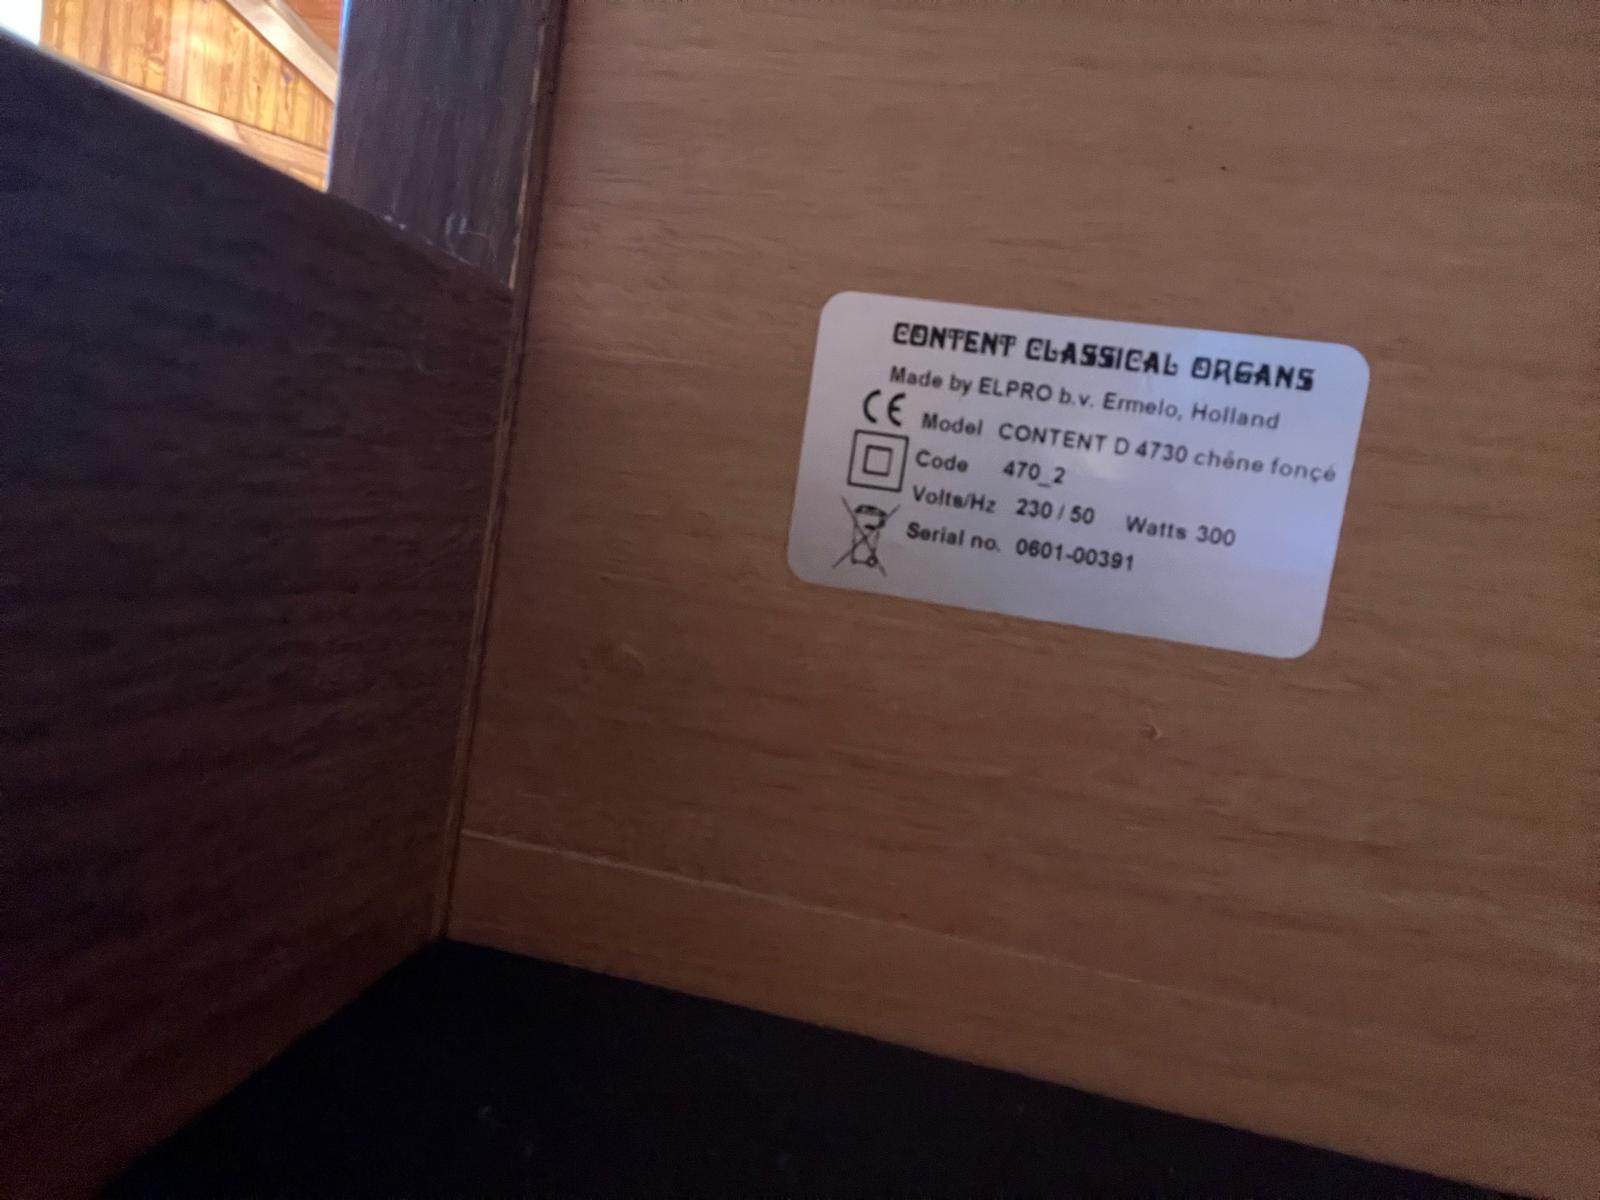 CONTENT CLASSICAL ORGANS
Made by ELPRO b.v. Ermelo, Holland
CE
Model CONTENT D 4730 chêne fonçé
Code 470_2
Volts/Hz 230 / 50 Watts 300
Serial no. 0601-00391